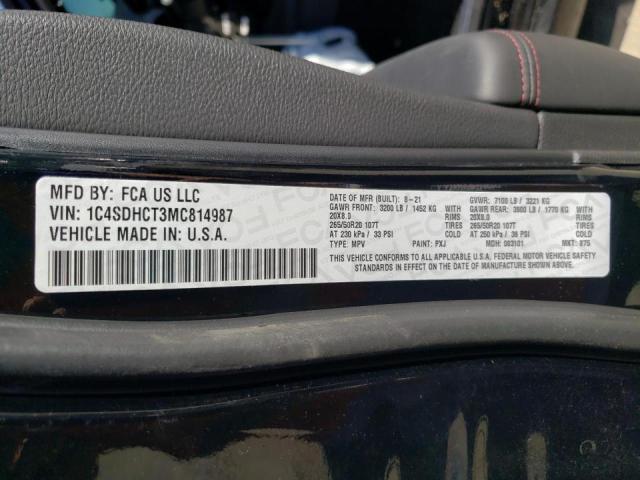 MFD BY: FCA US LLC
VIN: 1C4SDHCT3MC814987
VEHICLE MADE IN: U.S.A.
DATE OF MFR (BUILT): 8-21 GVWR: 7100 LB / 3221 KG
GAWR FRONT: 3200 LB / 1452 KG GAWR REAR: 3900 LB / 1770 KG
20X8.0 TIRES 20X8.0 TIRES
265/50R20 107T 265/50R20 107T
AT 230 kPa / 33 PSI COLD AT 250 kPa / 36 PSI COLD
TYPE: MPV PAINT: PXJ MDH: 083101 MKT: 875
THIS VEHICLE CONFORMS TO ALL APPLICABLE U.S.A. FEDERAL MOTOR VEHICLE SAFETY
STANDARDS IN EFFECT ON THE DATE OF MANUFACTURE SHOWN ABOVE.